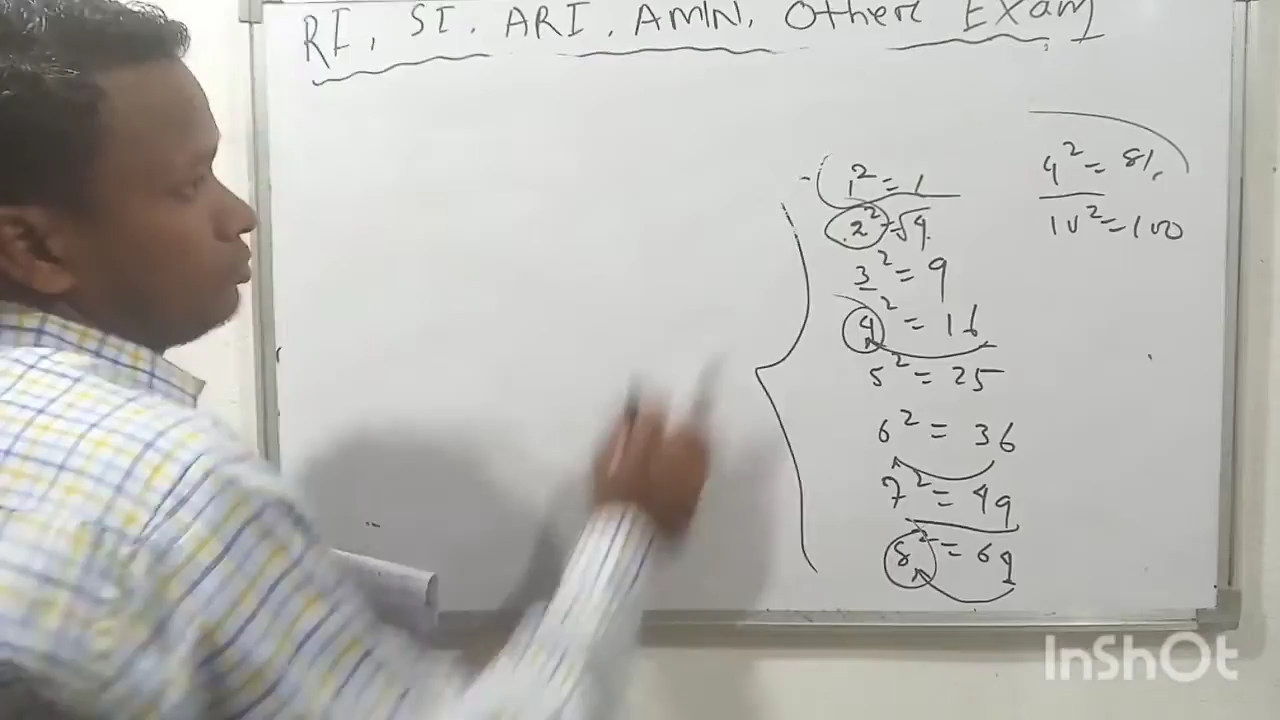 RI, SI, ARI, AMIN, Other Exam
1² = 1
2² = √4
3² = 9
4² = 16
5² = 25
6² = 36
7² = 49
8² = 64
9² = 81
10² = 100
InShOt